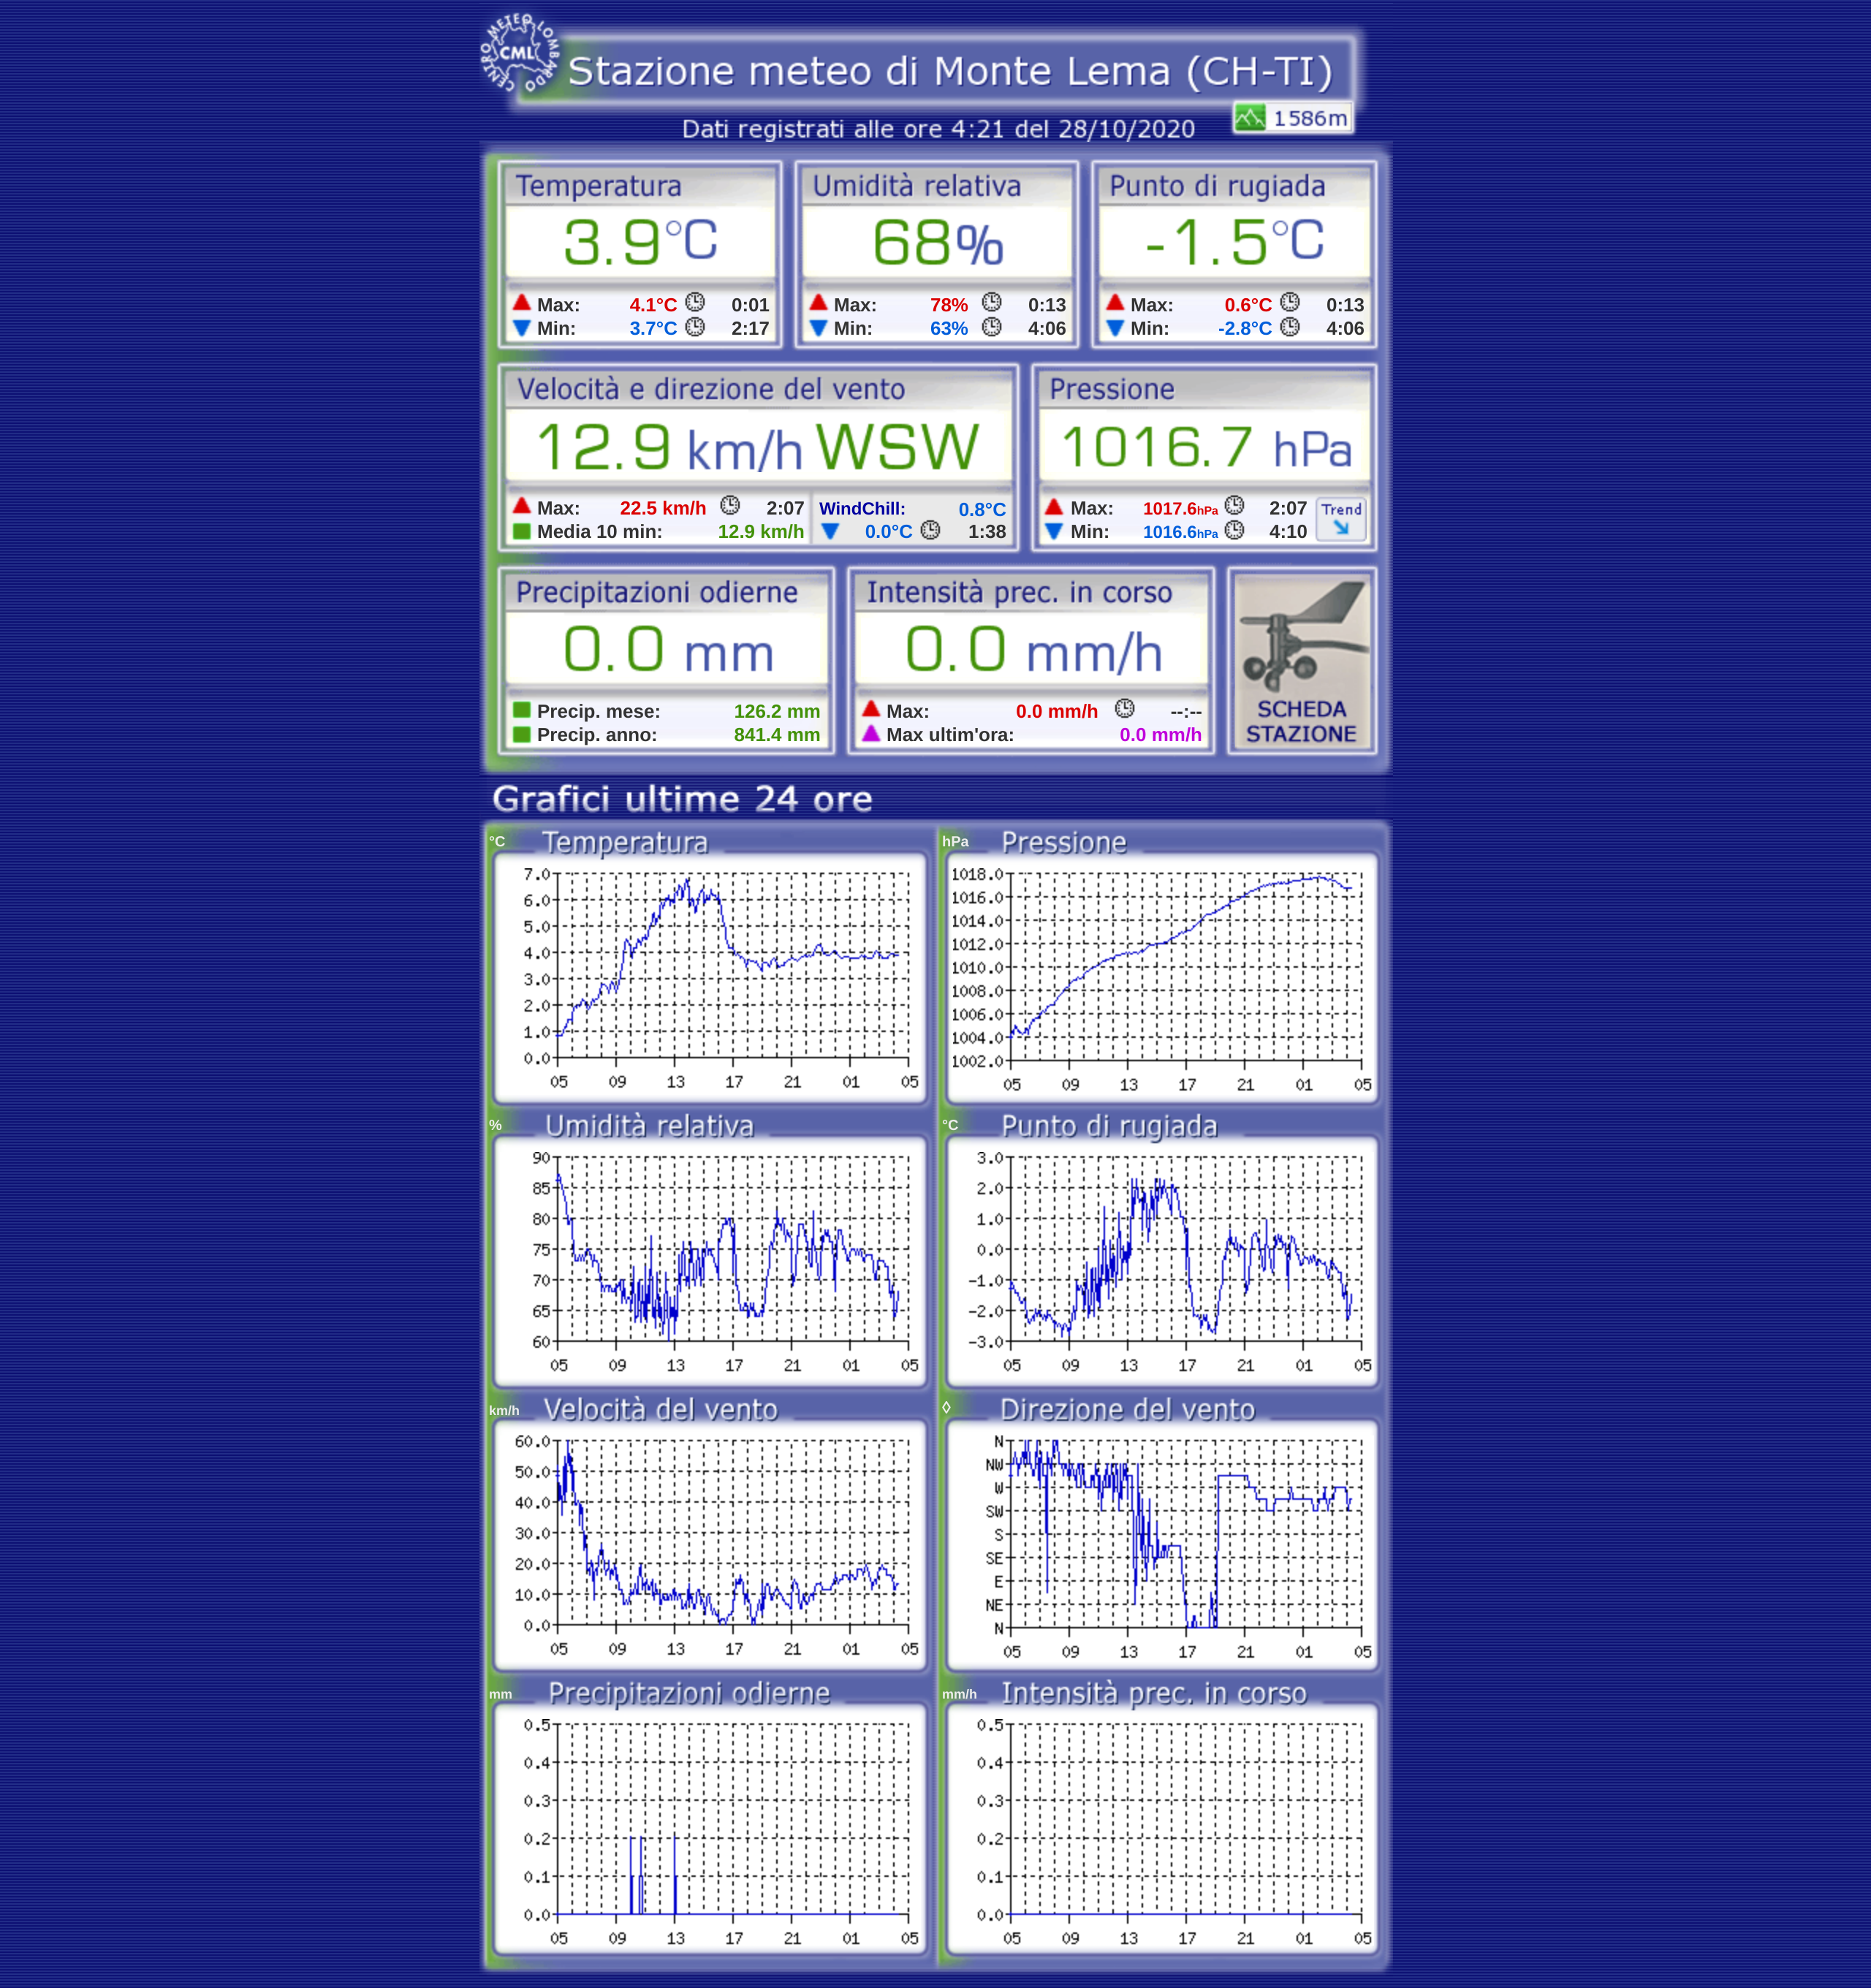 CENTRO METEO LOMBARDO
CML
Stazione meteo di Monte Lema (CH-TI)
1586m
Dati registrati alle ore 4:21 del 28/10/2020
Temperatura
3.9°C
Max: 4.1°C 0:01
Min: 3.7°C 2:17
Umidità relativa
68%
Max: 78% 0:13
Min: 63% 4:06
Punto di rugiada
-1.5°C
Max: 0.6°C 0:13
Min: -2.8°C 4:06
Velocità e direzione del vento
12.9 km/h WSW
Max: 22.5 km/h 2:07
Media 10 min: 12.9 km/h
WindChill: 0.8°C
0.0°C 1:38
Pressione
1016.7 hPa
Max: 1017.6hPa 2:07
Min: 1016.6hPa 4:10
Trend
Precipitazioni odierne
0.0 mm
Precip. mese: 126.2 mm
Precip. anno: 841.4 mm
Intensità prec. in corso
0.0 mm/h
Max: 0.0 mm/h --:--
Max ultim'ora: 0.0 mm/h
SCHEDA
STAZIONE
Grafici ultime 24 ore
°C Temperatura
7.0
6.0
5.0
4.0
3.0
2.0
1.0
0.0
05 09 13 17 21 01 05
hPa Pressione
1018.0
1016.0
1014.0
1012.0
1010.0
1008.0
1006.0
1004.0
1002.0
05 09 13 17 21 01 05
% Umidità relativa
90
85
80
75
70
65
60
05 09 13 17 21 01 05
°C Punto di rugiada
3.0
2.0
1.0
0.0
-1.0
-2.0
-3.0
05 09 13 17 21 01 05
km/h Velocità del vento
60.0
50.0
40.0
30.0
20.0
10.0
0.0
05 09 13 17 21 01 05
◊ Direzione del vento
N
NW
W
SW
S
SE
E
NE
N
05 09 13 17 21 01 05
mm Precipitazioni odierne
0.5
0.4
0.3
0.2
0.1
0.0
05 09 13 17 21 01 05
mm/h Intensità prec. in corso
0.5
0.4
0.3
0.2
0.1
0.0
05 09 13 17 21 01 05